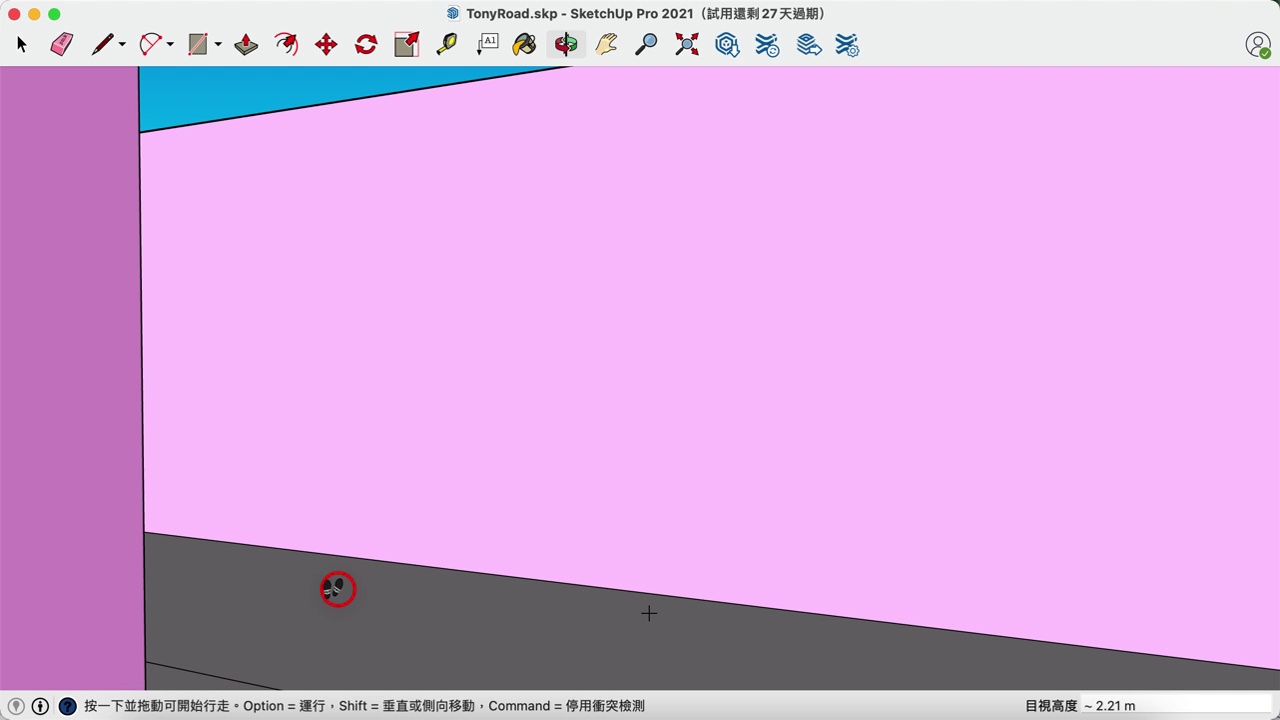 TonyRoad.skp - SketchUp Pro 2021（試用還剩 27 天過期）
A1
按一下並拖動可開始行走。Option = 運行，Shift = 垂直或側向移動，Command = 停用衝突檢測
目視高度 ~ 2.21 m